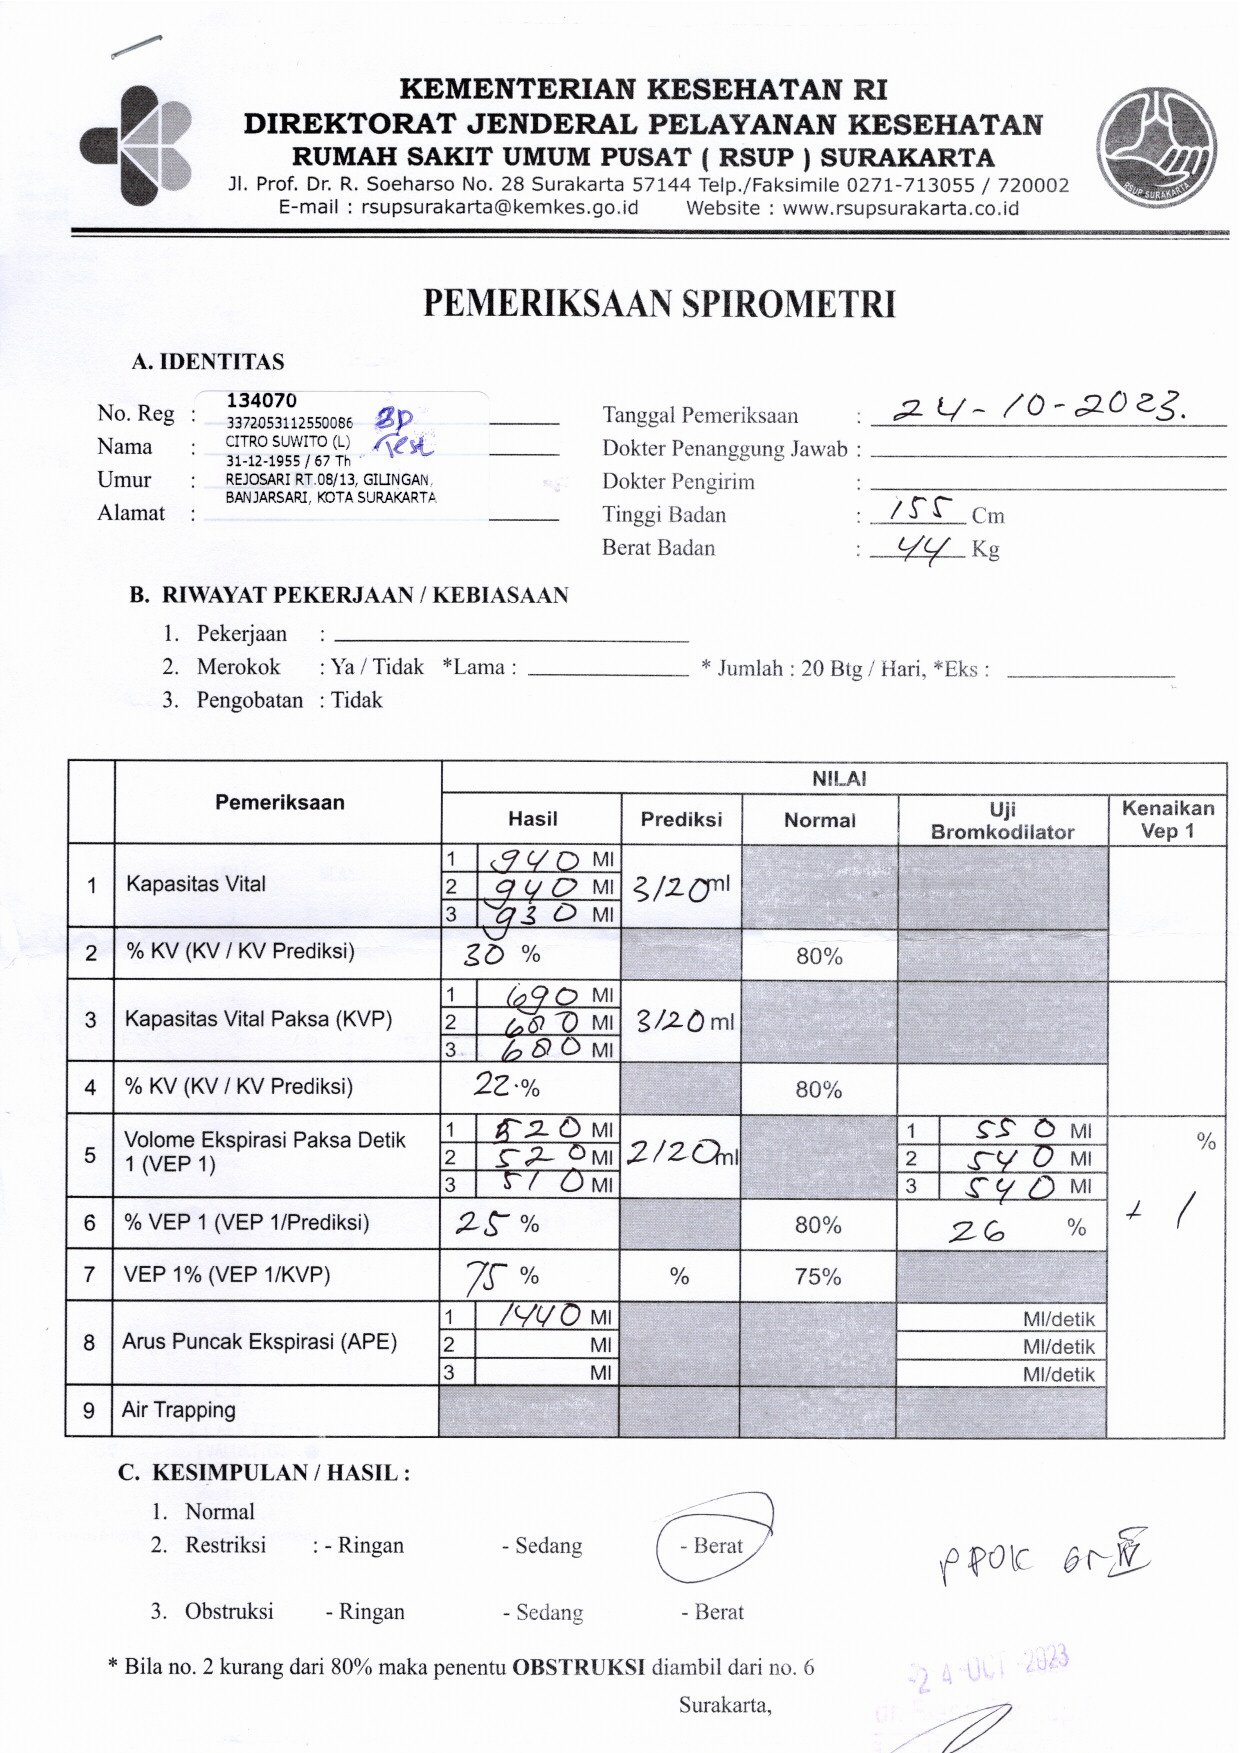 KEMENTERIAN KESEHATAN RI
DIREKTORAT JENDERAL PELAYANAN KESEHATAN
RUMAH SAKIT UMUM PUSAT ( RSUP ) SURAKARTA
Jl. Prof. Dr. R. Soeharso No. 28 Surakarta 57144 Telp./Faksimile 0271-713055 / 720002
E-mail : rsupsurakarta@kemkes.go.id Website : www.rsupsurakarta.co.id
RSUP SURAKARTA
PEMERIKSAAN SPIROMETRI
A. IDENTITAS
No. Reg : 134070
3372053112550086
Nama : CITRO SUWITO (L)
Test
31-12-1955 / 67 Th
Umur : REJOSARI RT.08/13, GILINGAN,
BANJARSARI, KOTA SURAKARTA
Alamat :
Tanggal Pemeriksaan : 24-10-2023.
Dokter Penanggung Jawab :
Dokter Pengirim :
Tinggi Badan : 155 Cm
Berat Badan : 44 Kg
B. RIWAYAT PEKERJAAN / KEBIASAAN
1. Pekerjaan :
2. Merokok : Ya / Tidak *Lama : * Jumlah : 20 Btg / Hari, *Eks :
3. Pengobatan : Tidak
Pemeriksaan NILAI
Hasil Prediksi Normal Uji Bromkodilator Kenaikan Vep 1
1 Kapasitas Vital 1 940 Ml 3120 ml
2 940 Ml
3 930 Ml
2 % KV (KV / KV Prediksi) 30 % 80%
3 Kapasitas Vital Paksa (KVP) 1 690 Ml 3120 ml
2 680 Ml
3 680 Ml
4 % KV (KV / KV Prediksi) 22 % 80%
5 Volome Ekspirasi Paksa Detik 1 (VEP 1) 1 520 Ml 2120 ml 1 550 Ml %
2 520 Ml 2 540 Ml
3 510 Ml 3 540 Ml
6 % VEP 1 (VEP 1/Prediksi) 25 % 80% 26 % + 1
7 VEP 1% (VEP 1/KVP) 75 % % 75%
8 Arus Puncak Ekspirasi (APE) 1 1440 Ml Ml/detik
2 Ml Ml/detik
3 Ml Ml/detik
9 Air Trapping
C. KESIMPULAN / HASIL :
1. Normal
2. Restriksi : - Ringan - Sedang - Berat
PPOK Gr IV
3. Obstruksi - Ringan - Sedang - Berat
* Bila no. 2 kurang dari 80% maka penentu OBSTRUKSI diambil dari no. 6
24 OCT 2023
Surakarta,